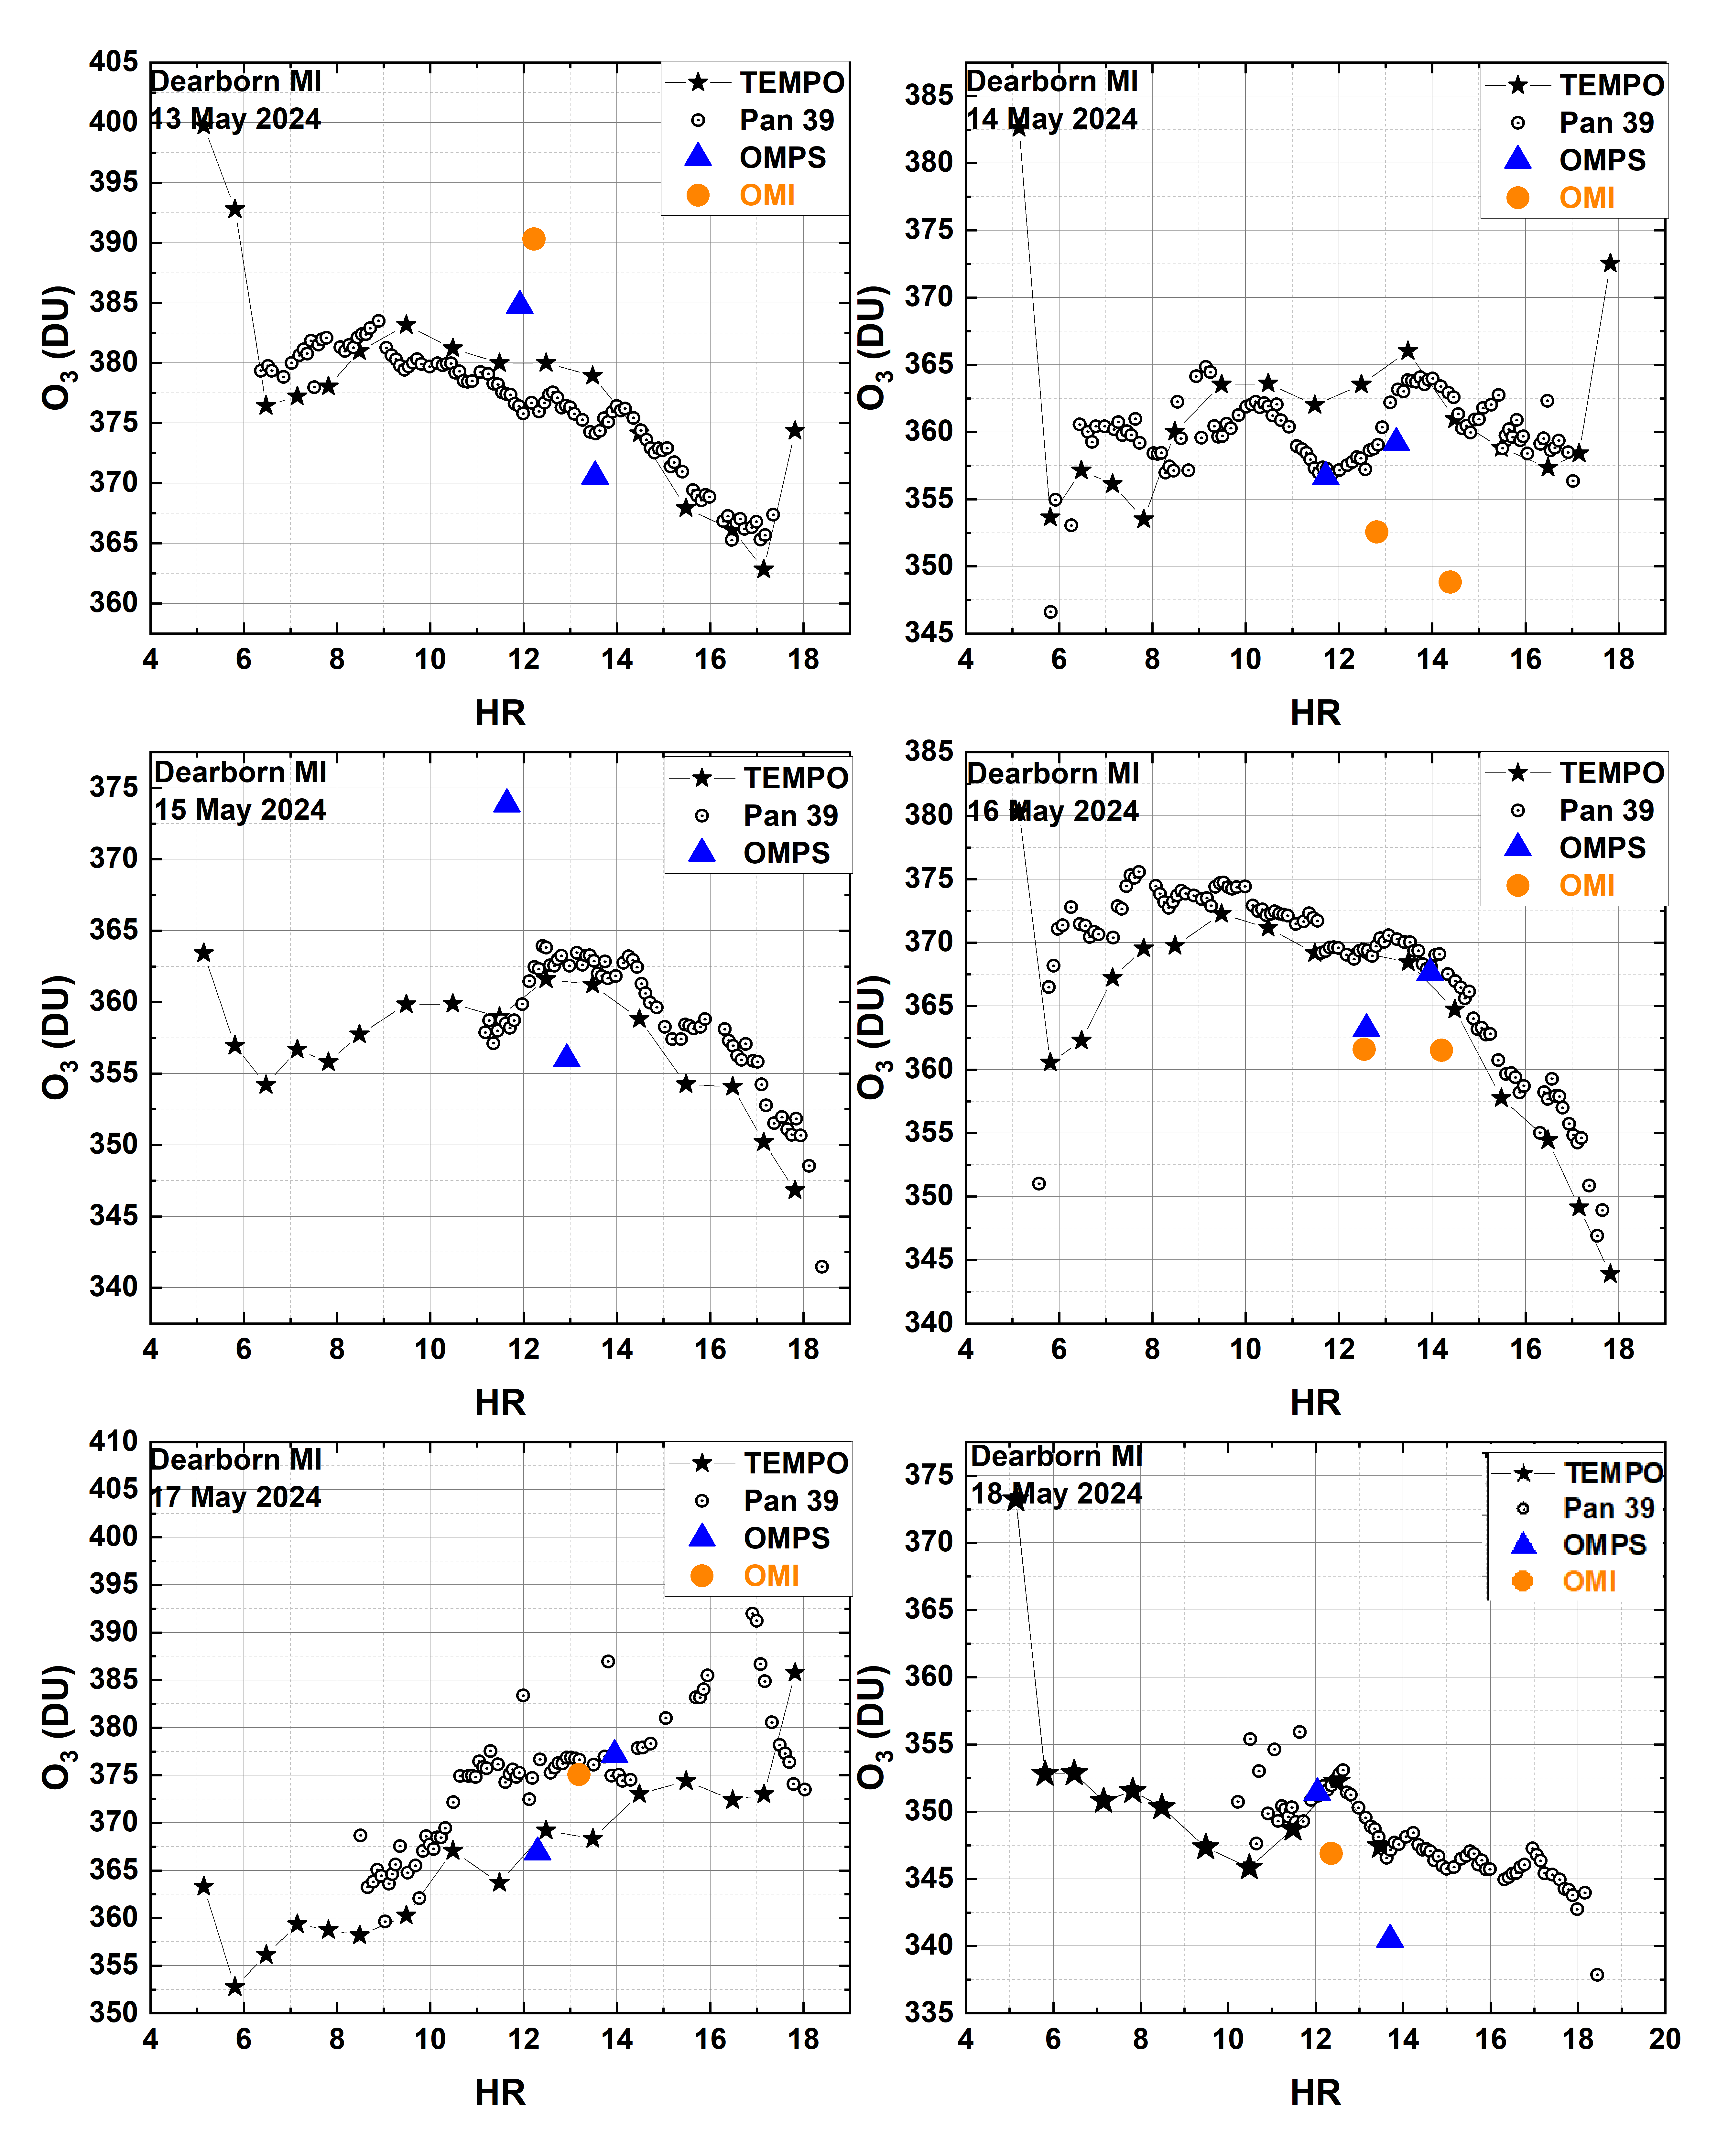 Dearborn MI
13 May 2024
TEMPO
Pan 39
OMPS
OMI
O3 (DU)
405
400
395
390
385
380
375
370
365
360
4 6 8 10 12 14 16 18
HR
Dearborn MI
14 May 2024
TEMPO
Pan 39
OMPS
OMI
O3 (DU)
385
380
375
370
365
360
355
350
345
4 6 8 10 12 14 16 18
HR
Dearborn MI
15 May 2024
TEMPO
Pan 39
OMPS
O3 (DU)
375
370
365
360
355
350
345
340
4 6 8 10 12 14 16 18
HR
Dearborn MI
16 May 2024
TEMPO
Pan 39
OMPS
OMI
O3 (DU)
385
380
375
370
365
360
355
350
345
340
4 6 8 10 12 14 16 18
HR
Dearborn MI
17 May 2024
TEMPO
Pan 39
OMPS
OMI
O3 (DU)
410
405
400
395
390
385
380
375
370
365
360
355
350
4 6 8 10 12 14 16 18
HR
Dearborn MI
18 May 2024
TEMPO
Pan 39
OMPS
OMI
O3 (DU)
375
370
365
360
355
350
345
340
335
4 6 8 10 12 14 16 18 20
HR